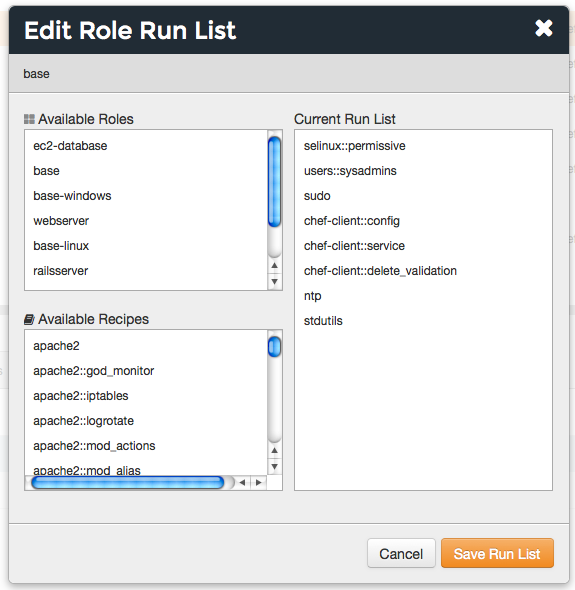 Edit Role Run List
base
Available Roles
ec2-database
base
base-windows
webserver
base-linux
railsserver
Available Recipes
apache2
apache2::god_monitor
apache2::iptables
apache2::logrotate
apache2::mod_actions
apache2::mod_alias
Current Run List
selinux::permissive
users::sysadmins
sudo
chef-client::config
chef-client::service
chef-client::delete_validation
ntp
stdutils
Cancel
Save Run List